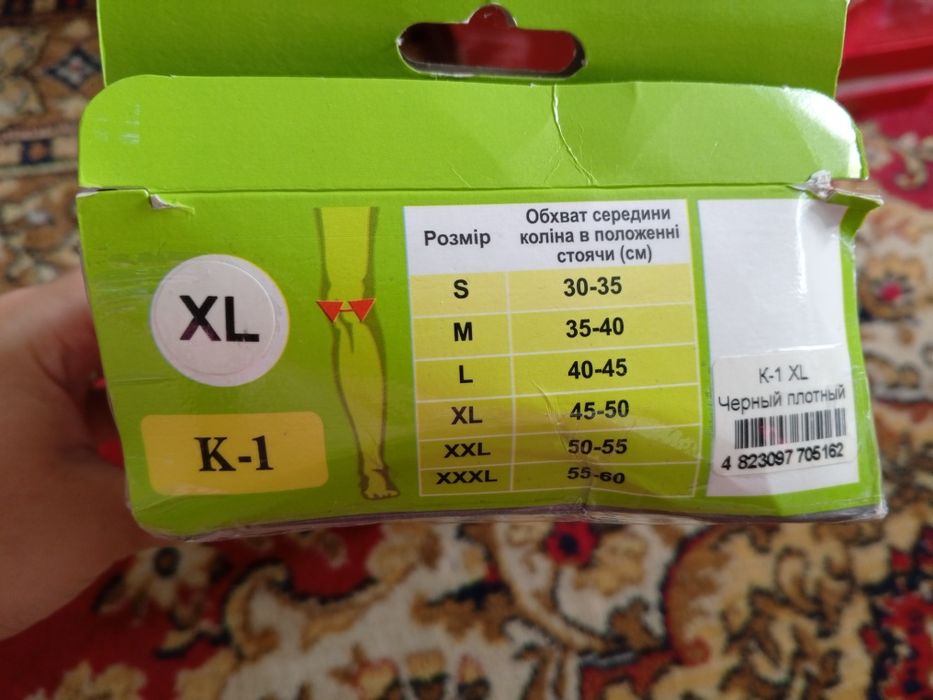 XL
K-1
Розмір
Обхват середини
коліна в положенні
стоячи (см)
S 30-35
M 35-40
L 40-45
XL 45-50
XXL 50-55
XXXL 55-60
К-1 XL
Черный плотный
4 823097 705162